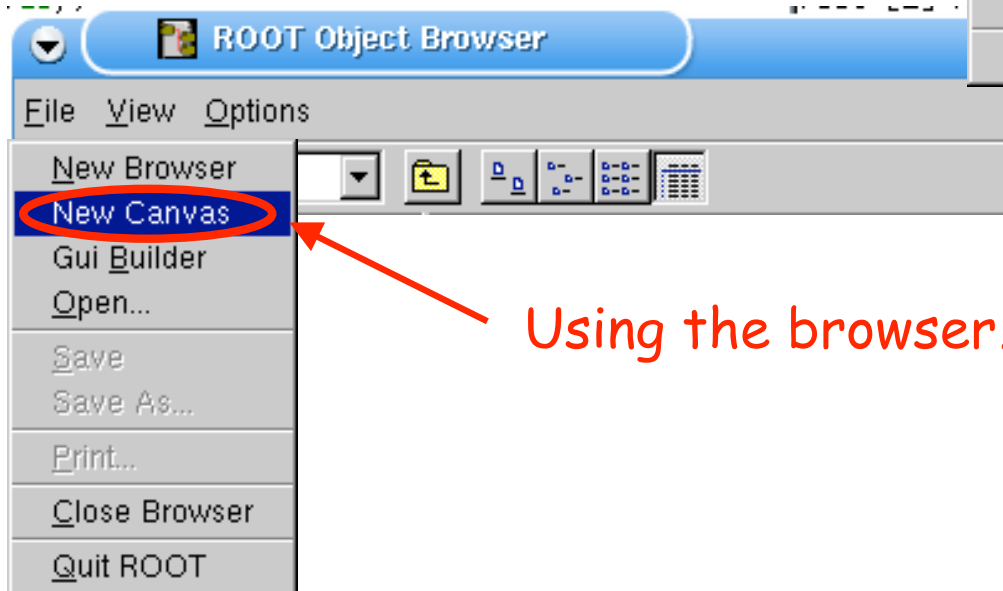 ROOT Object Browser
File View Options
New Browser
New Canvas
Gui Builder
Open...
Using the browser.
Save
Save As...
Print...
Close Browser
Quit ROOT